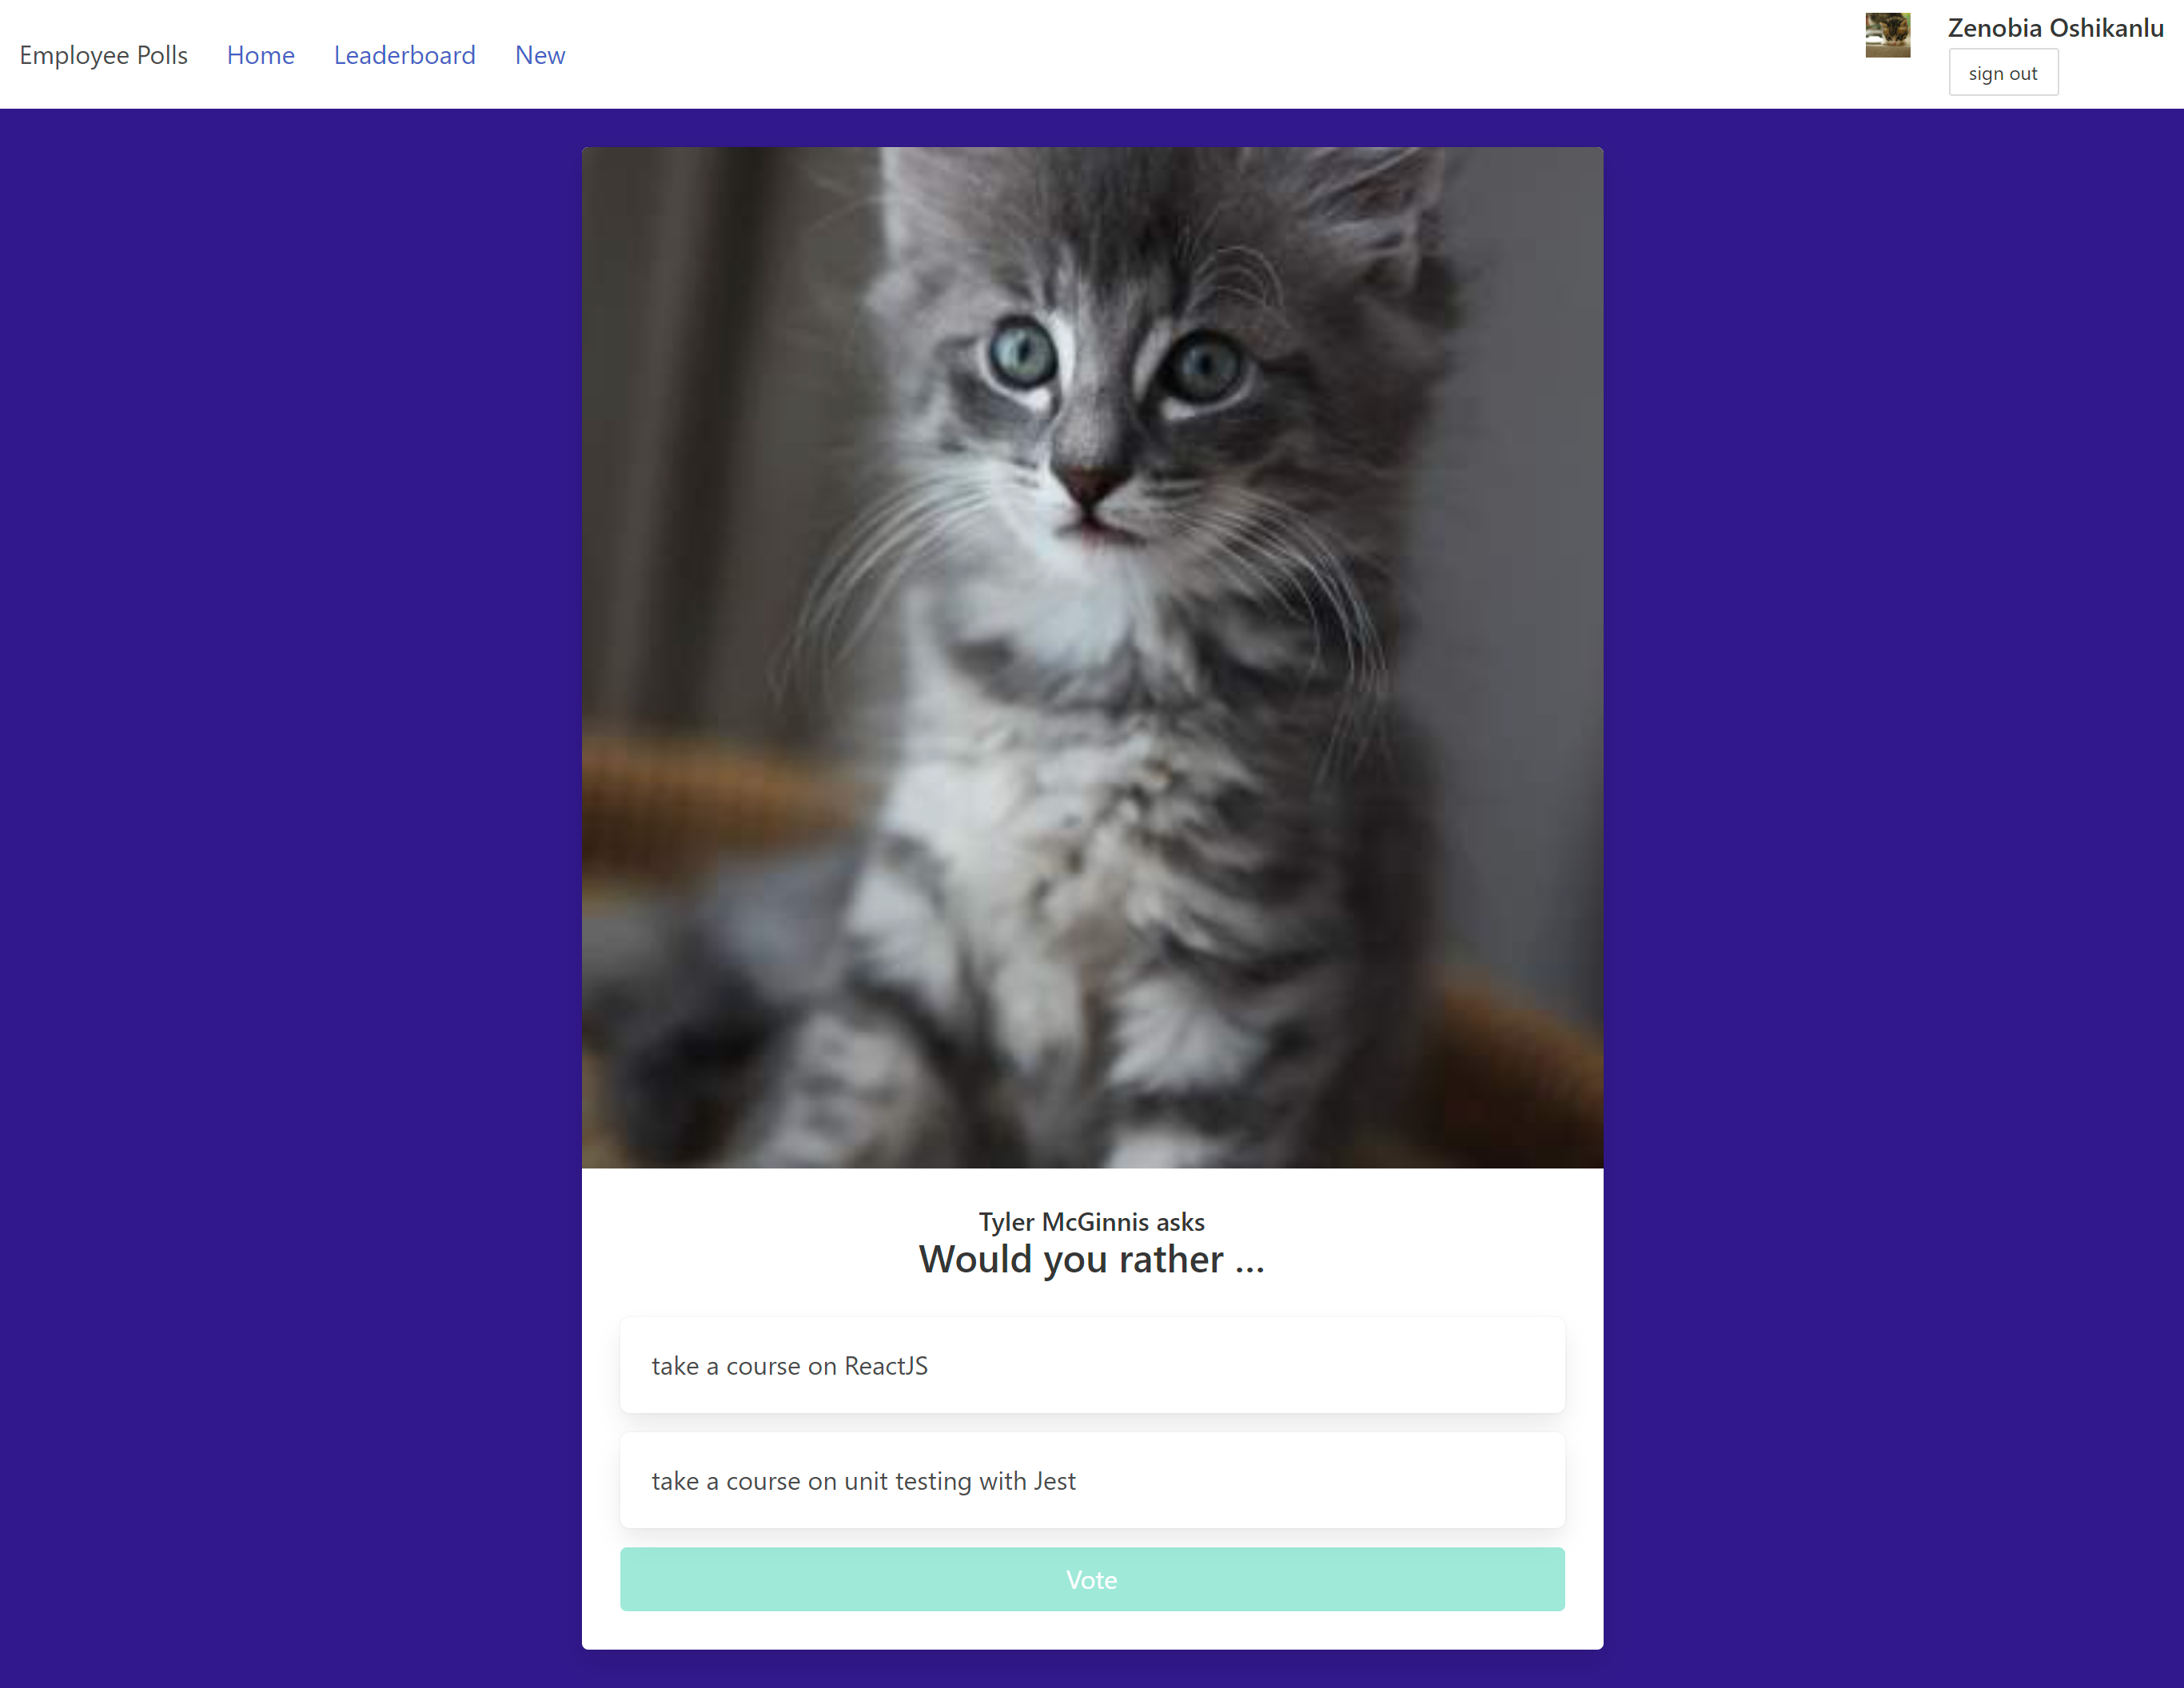 Employee Polls Home Leaderboard New
Zenobia Oshikanlu
sign out
Tyler McGinnis asks
Would you rather ...
take a course on ReactJS
take a course on unit testing with Jest
Vote